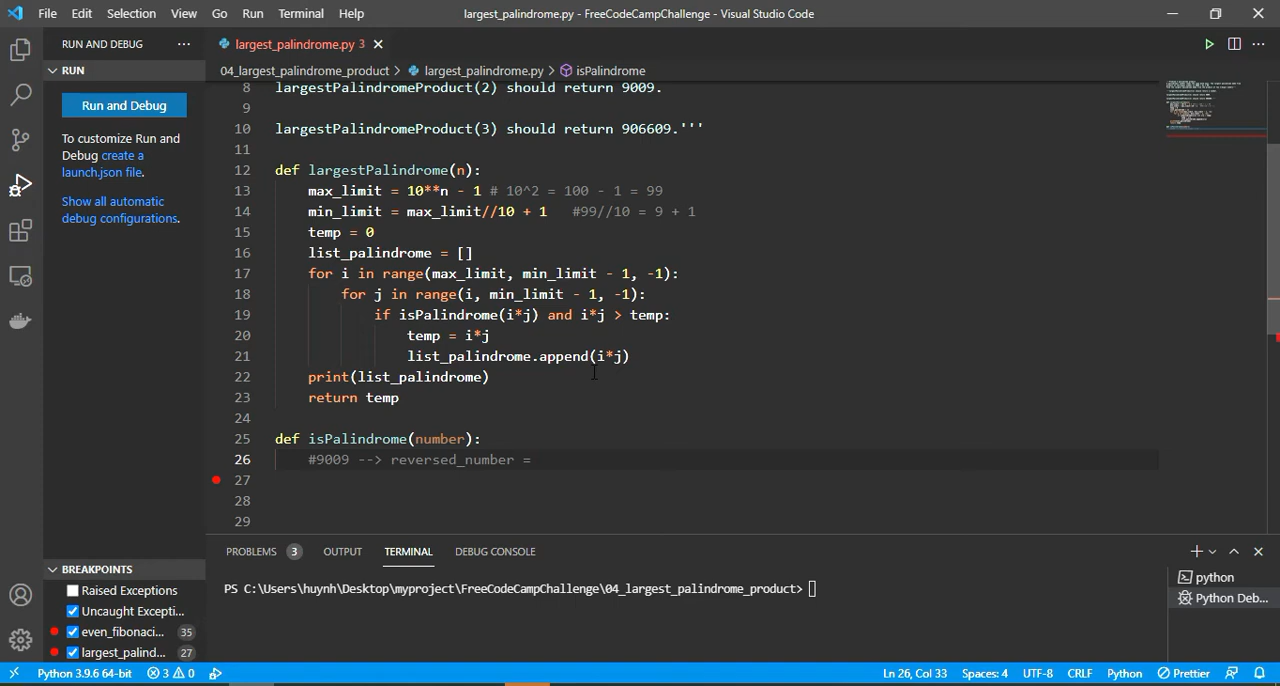 File Edit Selection View Go Run Terminal Help largest_palindrome.py - FreeCodeCampChallenge - Visual Studio Code
RUN AND DEBUG ··· largest_palindrome.py 3
RUN 04_largest_palindrome_product > largest_palindrome.py > isPalindrome
Run and Debug
To customize Run and
Debug create a
launch.json file.
Show all automatic
debug configurations.
8 largestPalindromeProduct(2) should return 9009.
9
10 largestPalindromeProduct(3) should return 906609.'''
11
12 def largestPalindrome(n):
13 max_limit = 10**n - 1 # 10^2 = 100 - 1 = 99
14 min_limit = max_limit//10 + 1 #99//10 = 9 + 1
15 temp = 0
16 list_palindrome = []
17 for i in range(max_limit, min_limit - 1, -1):
18 for j in range(i, min_limit - 1, -1):
19 if isPalindrome(i*j) and i*j > temp:
20 temp = i*j
21 list_palindrome.append(i*j)
22 print(list_palindrome)
23 return temp
24
25 def isPalindrome(number):
26 #9009 --> reversed_number =
27
28
29
BREAKPOINTS
Raised Exceptions
Uncaught Excepti...
even_fibonaci... 35
largest_palind... 27
PROBLEMS 3 OUTPUT TERMINAL DEBUG CONSOLE
PS C:\Users\huynh\Desktop\myproject\FreeCodeCampChallenge\04_largest_palindrome_product>
python
Python Deb...
Python 3.9.6 64-bit 3 0 Ln 26, Col 33 Spaces: 4 UTF-8 CRLF Python Prettier